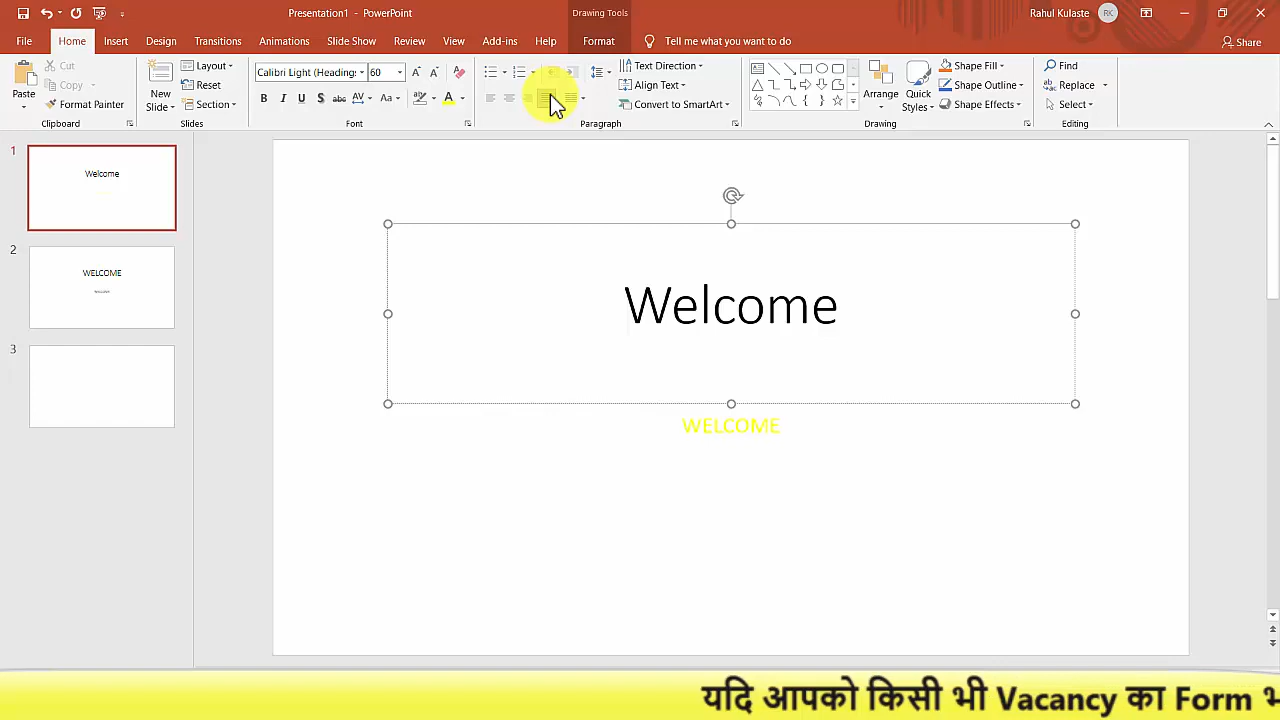 Presentation1 - PowerPoint
Drawing Tools
Rahul Kulaste
RK
File
Home
Insert
Design
Transitions
Animations
Slide Show
Review
View
Add-ins
Help
Format
Tell me what you want to do
Share
Paste
Cut
Copy
Format Painter
Clipboard
New
Slide
Layout
Reset
Section
Slides
Calibri Light (Heading:
60
B I U S abc AV Aa A
Font
Text Direction
Align Text
Convert to SmartArt
Paragraph
Arrange
Quick
Styles
Shape Fill
Shape Outline
Shape Effects
Drawing
Find
Replace
Select
Editing
1
Welcome
2
WELCOME
3
Welcome
WELCOME
यदि आपको किसी भी Vacancy का Form भ